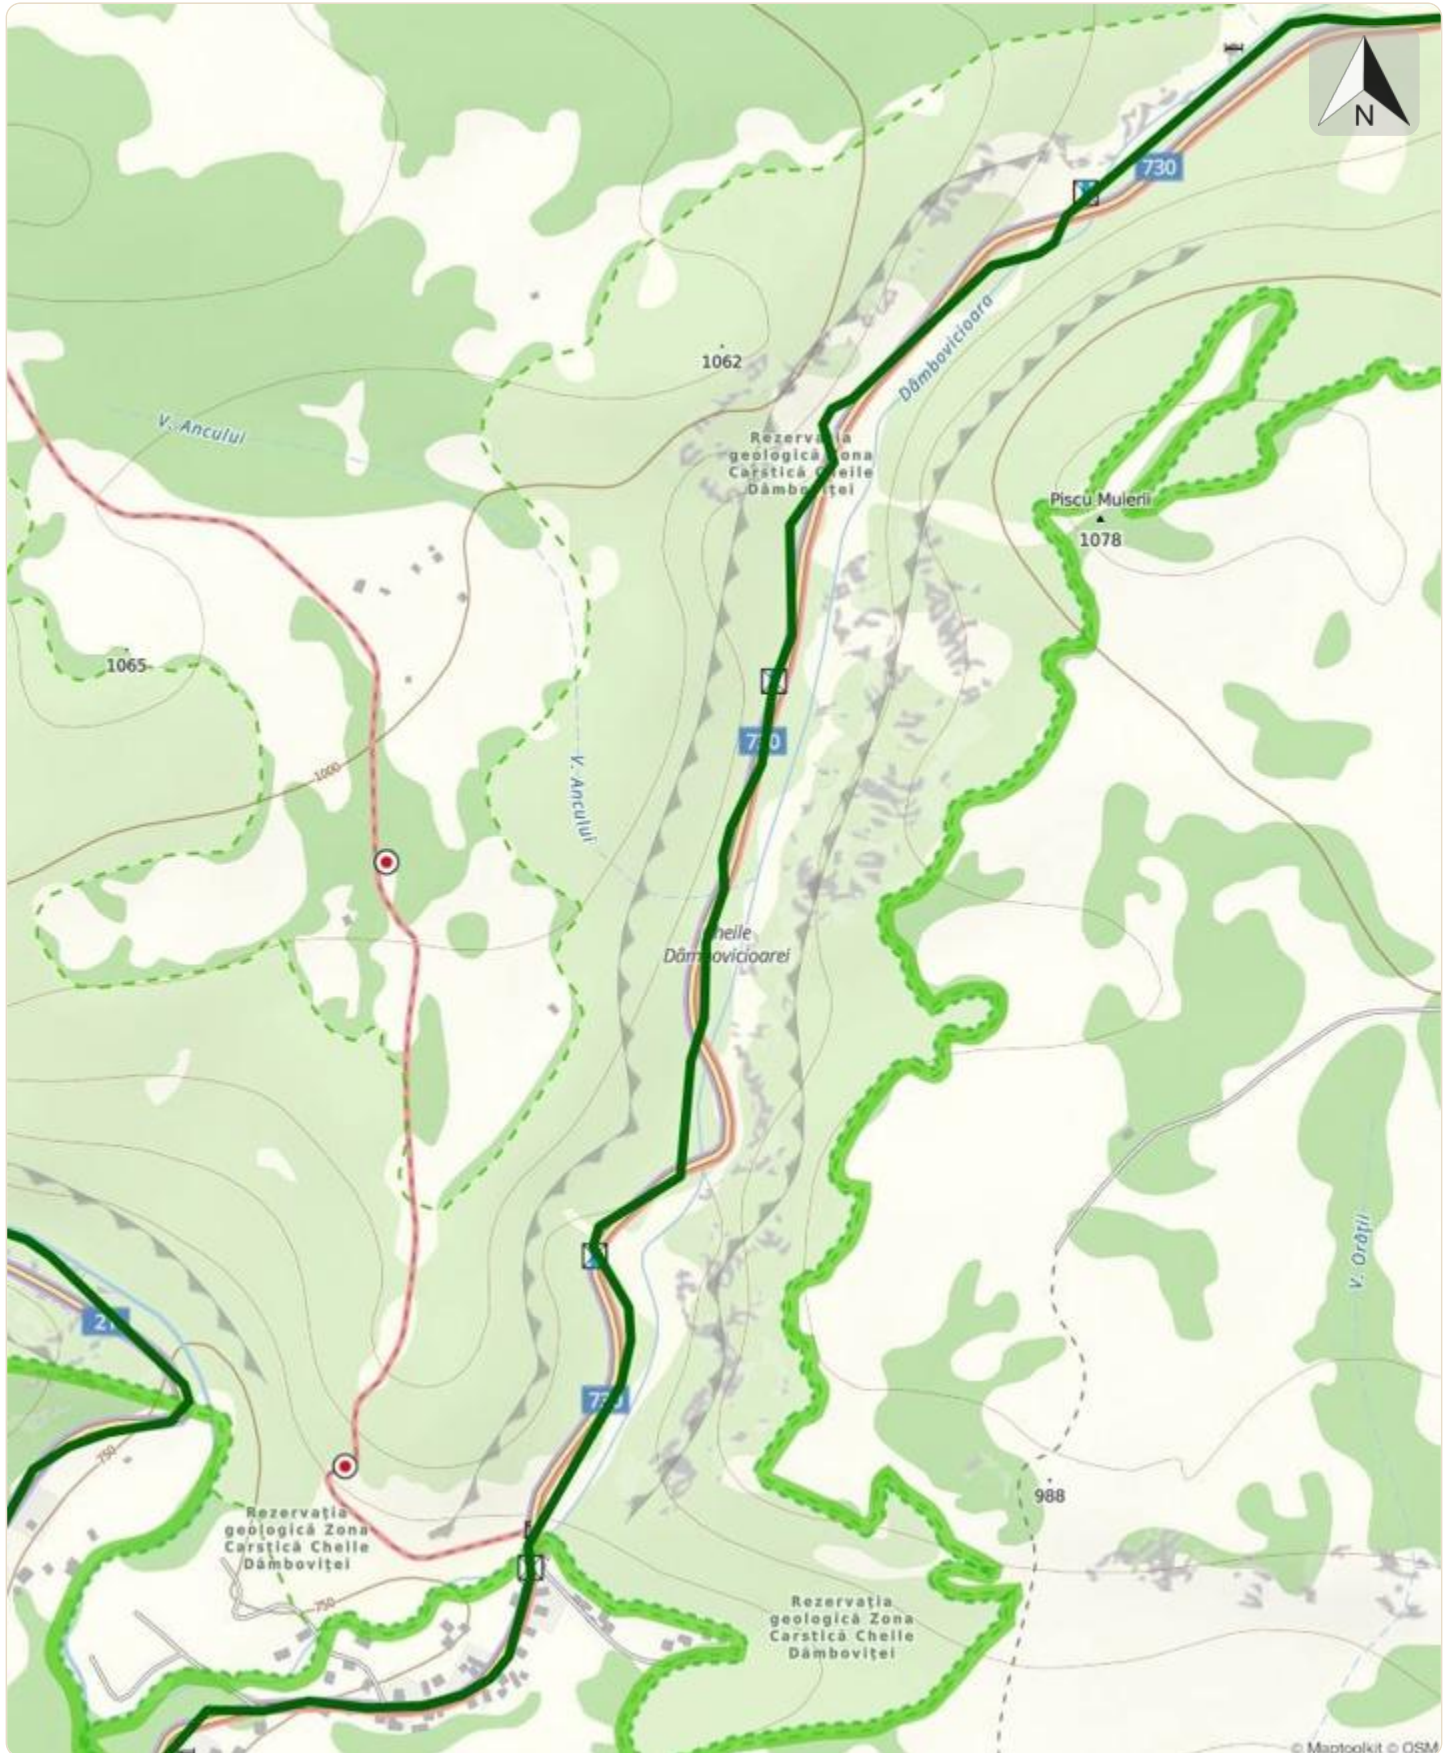 N
730
V. Ancului
1062
Dâmbovicioara
Rezervația
geologică Zona
Carstică Cheile
Dâmboviței
Piscu Muierii
1078
1065
730
1000
V. Ancului
Cheile
Dâmbovicioarei
V. Orății
730
750
988
Rezervația
geologică Zona
Carstică Cheile
Dâmboviței
750
Rezervația
geologică Zona
Carstică Cheile
Dâmboviței
© Maptoolkit © OSM